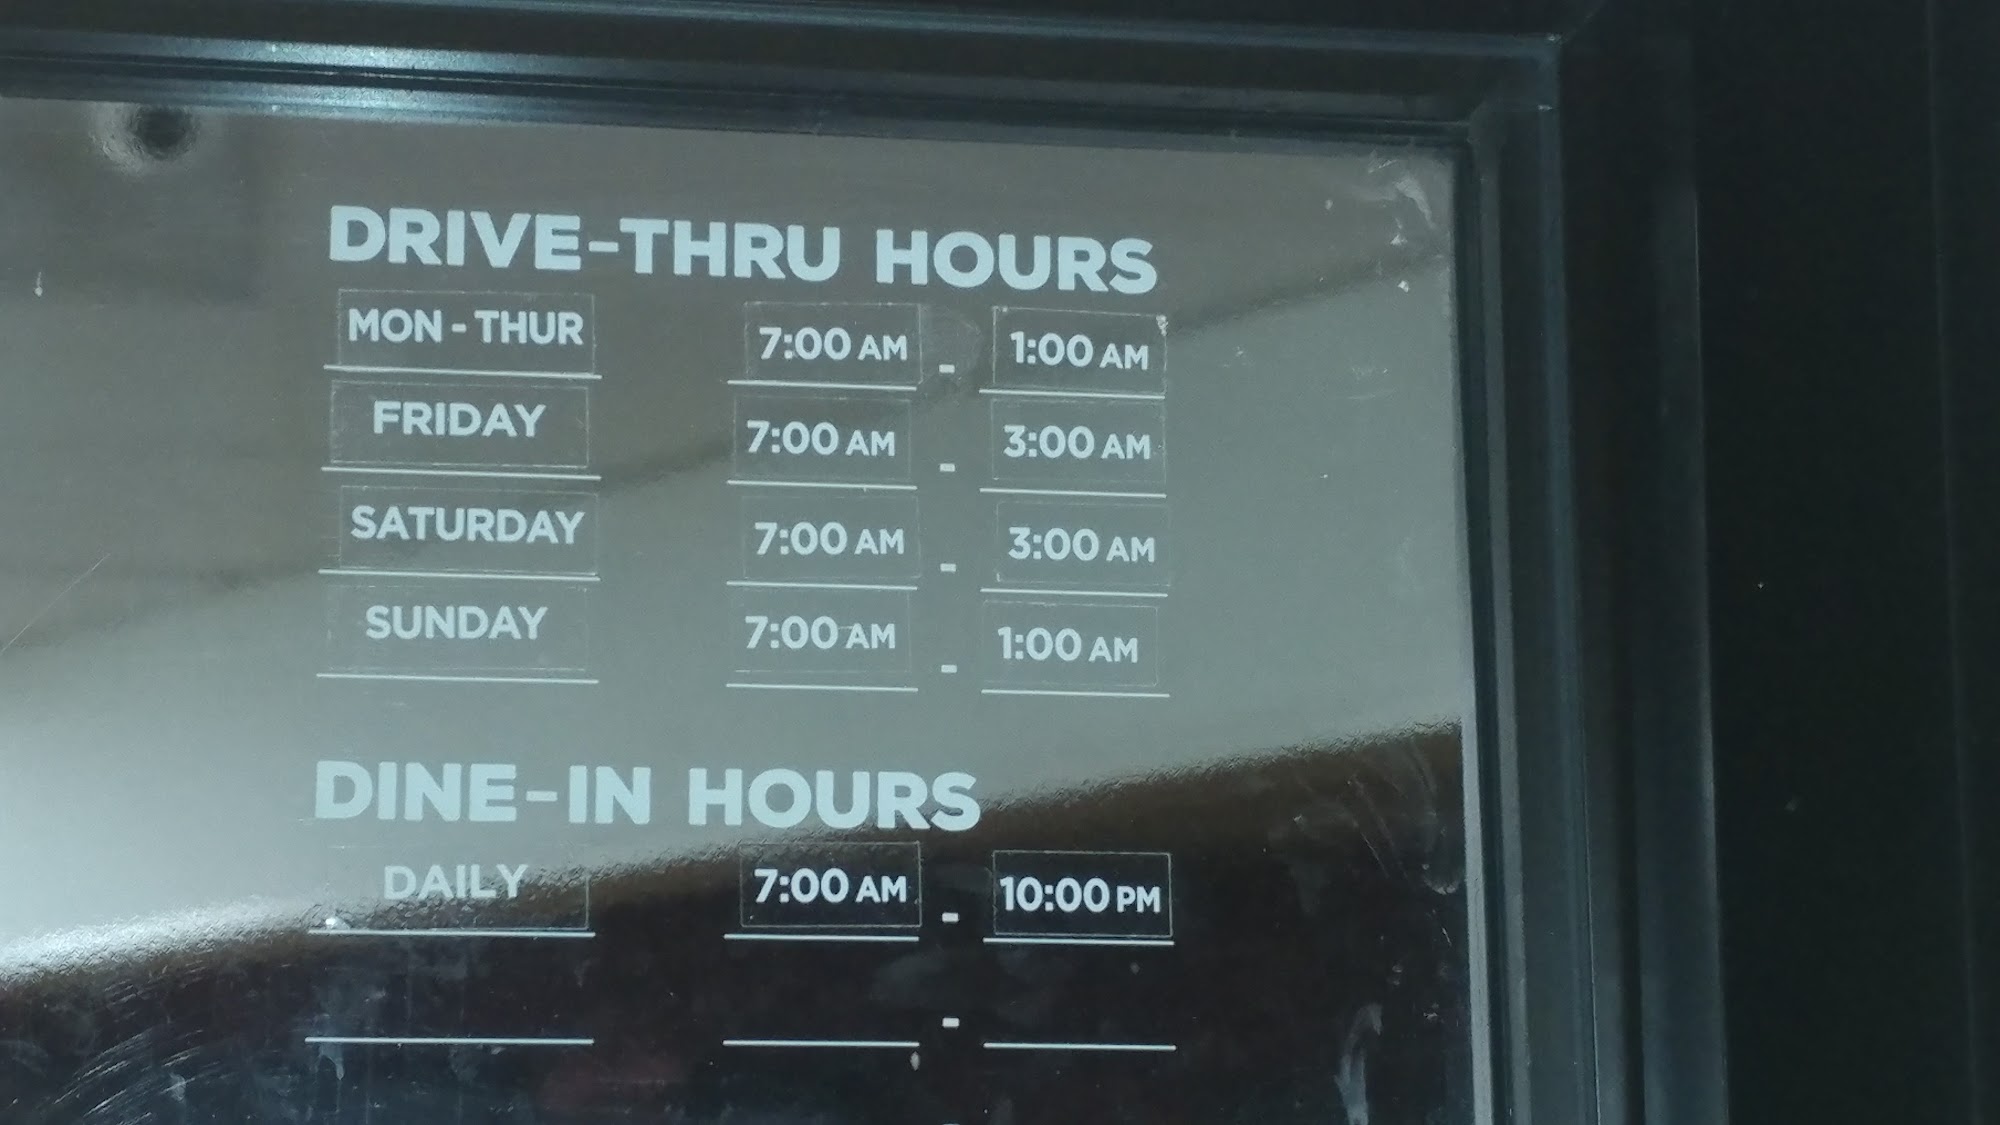 DRIVE-THRU HOURS
MON - THUR 7:00 AM - 1:00 AM
FRIDAY 7:00 AM - 3:00 AM
SATURDAY 7:00 AM - 3:00 AM
SUNDAY 7:00 AM - 1:00 AM
DINE-IN HOURS
DAILY 7:00 AM - 10:00 PM
-